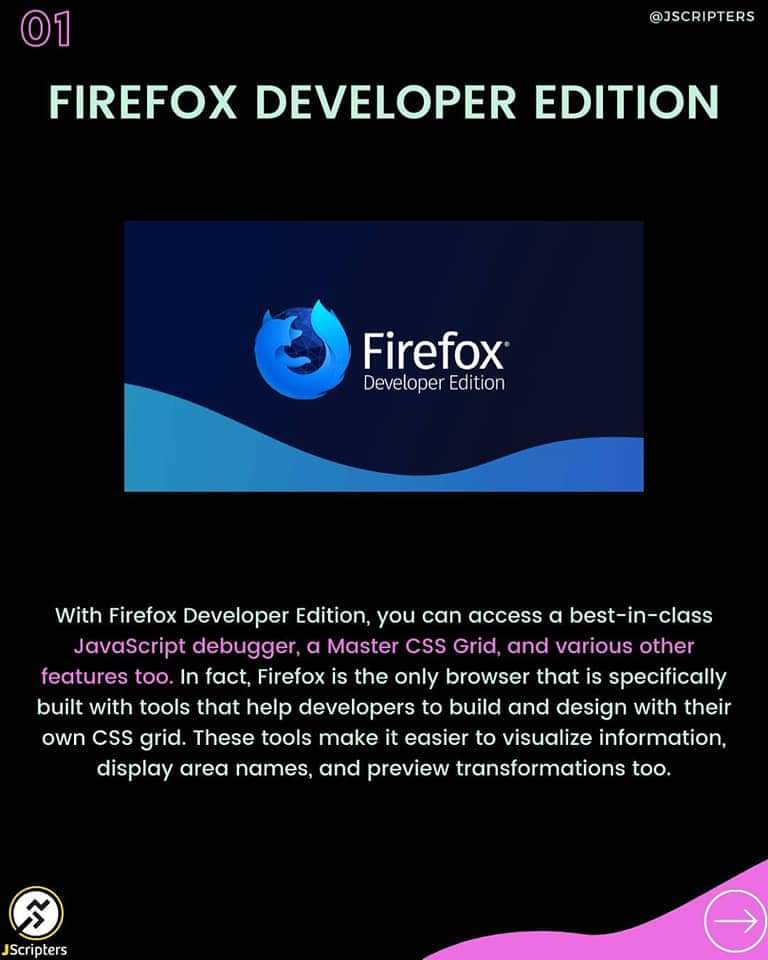 01
@JSCRIPTERS
FIREFOX DEVELOPER EDITION
Firefox®
Developer Edition
With Firefox Developer Edition, you can access a best-in-class
JavaScript debugger, a Master CSS Grid, and various other
features too. In fact, Firefox is the only browser that is specifically
built with tools that help developers to build and design with their
own CSS grid. These tools make it easier to visualize information,
display area names, and preview transformations too.
JScripters